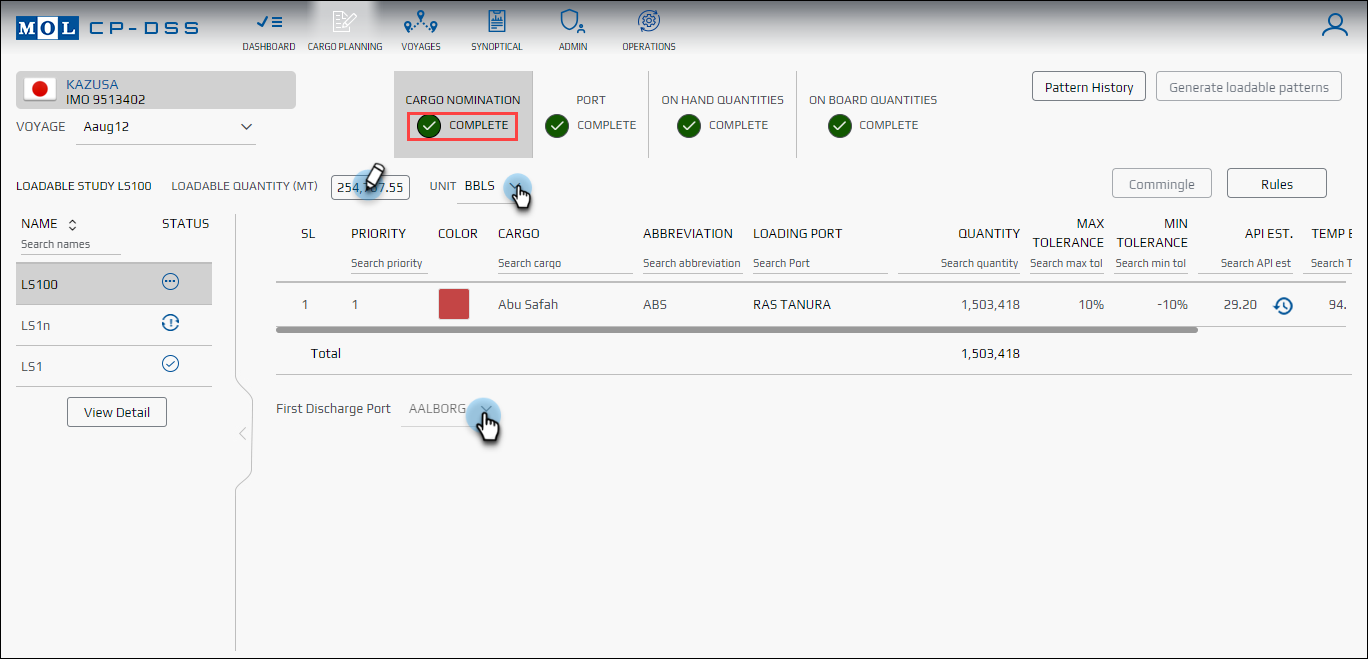 MOL CP-DSS
DASHBOARD CARGO PLANNING VOYAGES SYNOPTICAL ADMIN OPERATIONS
KAZUSA
IMO 9513402
VOYAGE Aaug12
CARGO NOMINATION
COMPLETE
PORT
COMPLETE
ON HAND QUANTITIES
COMPLETE
ON BOARD QUANTITIES
COMPLETE
Pattern History Generate loadable patterns
LOADABLE STUDY LS100 LOADABLE QUANTITY (MT) UNIT BBLS
Commingle Rules
NAME STATUS
Search names
LS100
LS1n
LS1
View Detail
SL PRIORITY COLOR CARGO ABBREVIATION LOADING PORT QUANTITY MAX TOLERANCE MIN TOLERANCE API EST. TEMP E
Search priority Search cargo Search abbreviation Search Port Search quantity Search max tol Search min tol Search API est Search T
1 1 Abu Safah ABS RAS TANURA 1,503,418 10% -10% 29.20 94.
Total 1,503,418
First Discharge Port AALBORG